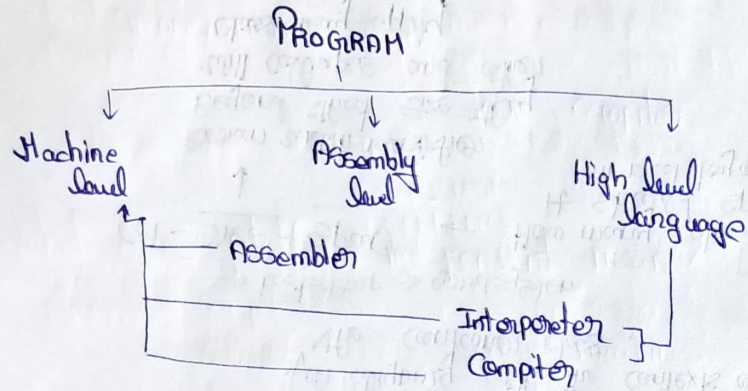 PROGRAM
Machine level
Assembly level
High level language
Assembler
Interpreter
Compiler